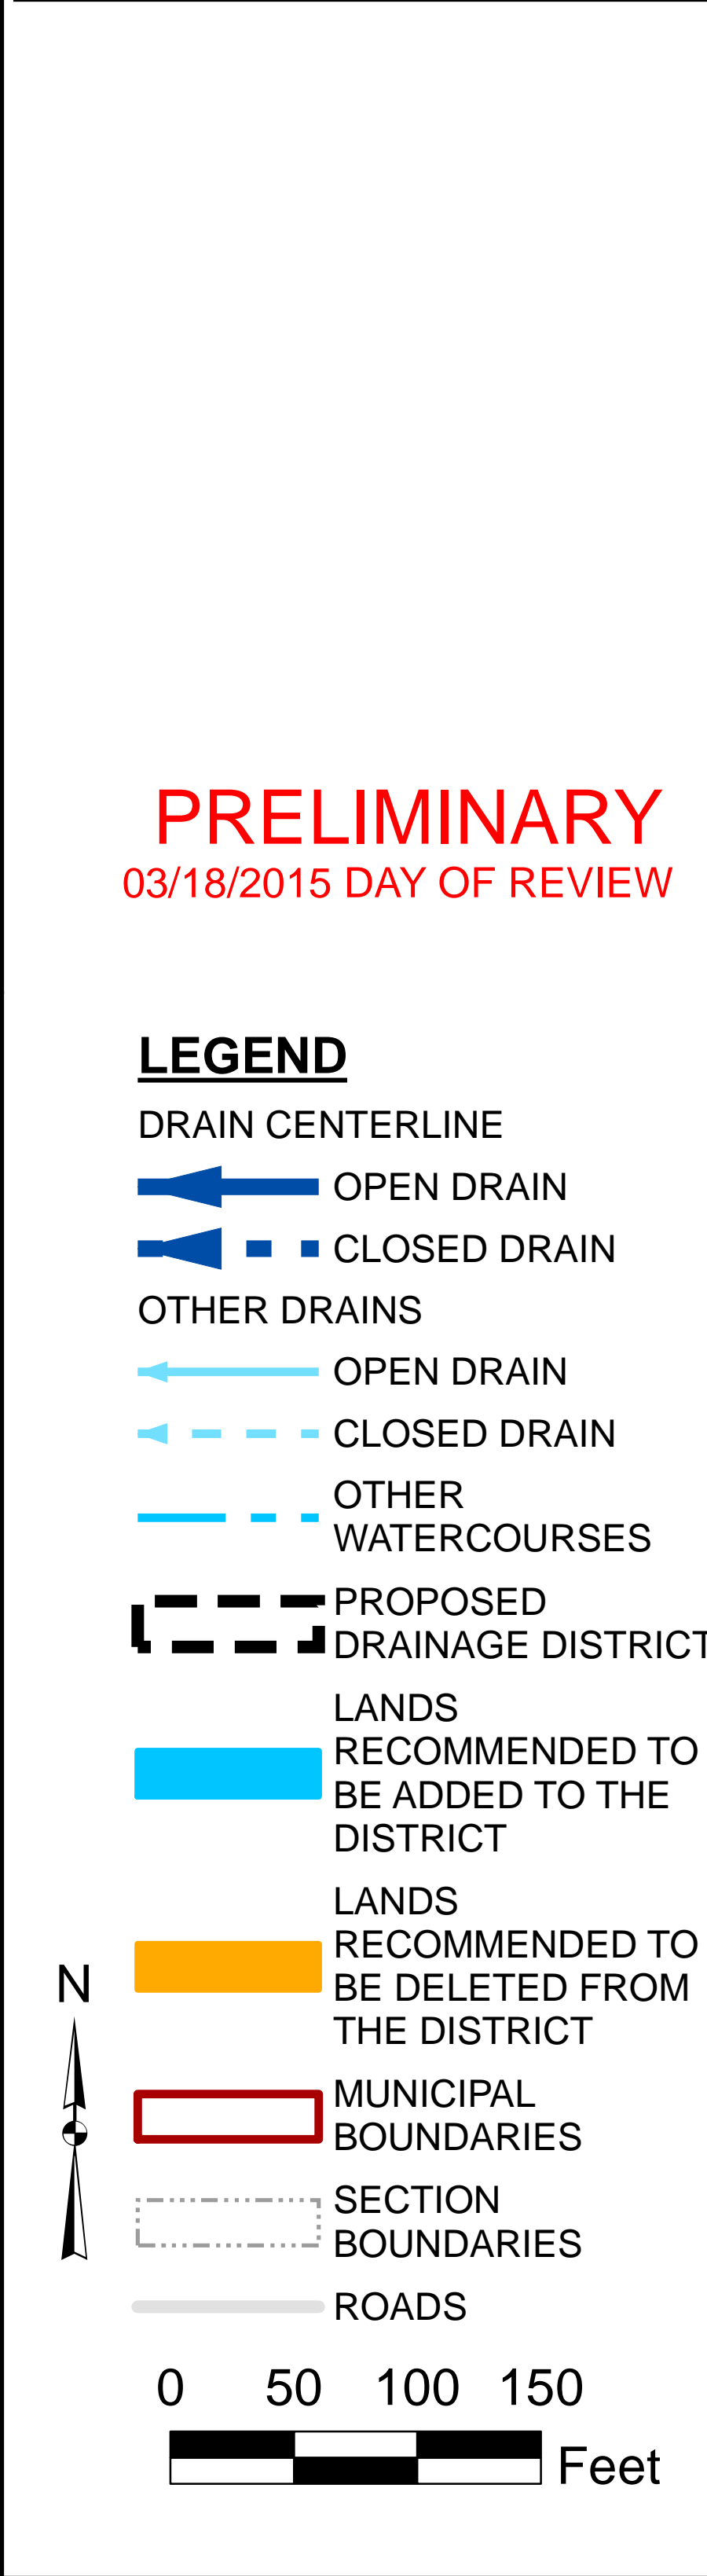 PRELIMINARY
03/18/2015 DAY OF REVIEW
LEGEND
DRAIN CENTERLINE
OPEN DRAIN
CLOSED DRAIN
OTHER DRAINS
OPEN DRAIN
CLOSED DRAIN
OTHER
WATERCOURSES
PROPOSED
DRAINAGE DISTRICT
LANDS
RECOMMENDED TO
BE ADDED TO THE
DISTRICT
LANDS
RECOMMENDED TO
BE DELETED FROM
THE DISTRICT
N
MUNICIPAL
BOUNDARIES
SECTION
BOUNDARIES
ROADS
0 50 100 150
Feet